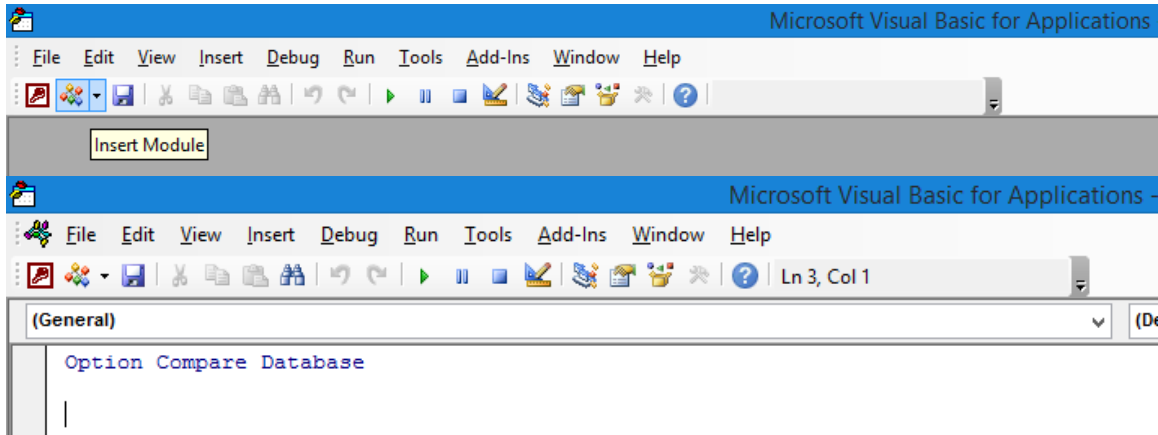 Microsoft Visual Basic for Applications
File Edit View Insert Debug Run Tools Add-Ins Window Help
Insert Module
Microsoft Visual Basic for Applications -
File Edit View Insert Debug Run Tools Add-Ins Window Help
Ln 3, Col 1
(General) (De
Option Compare Database